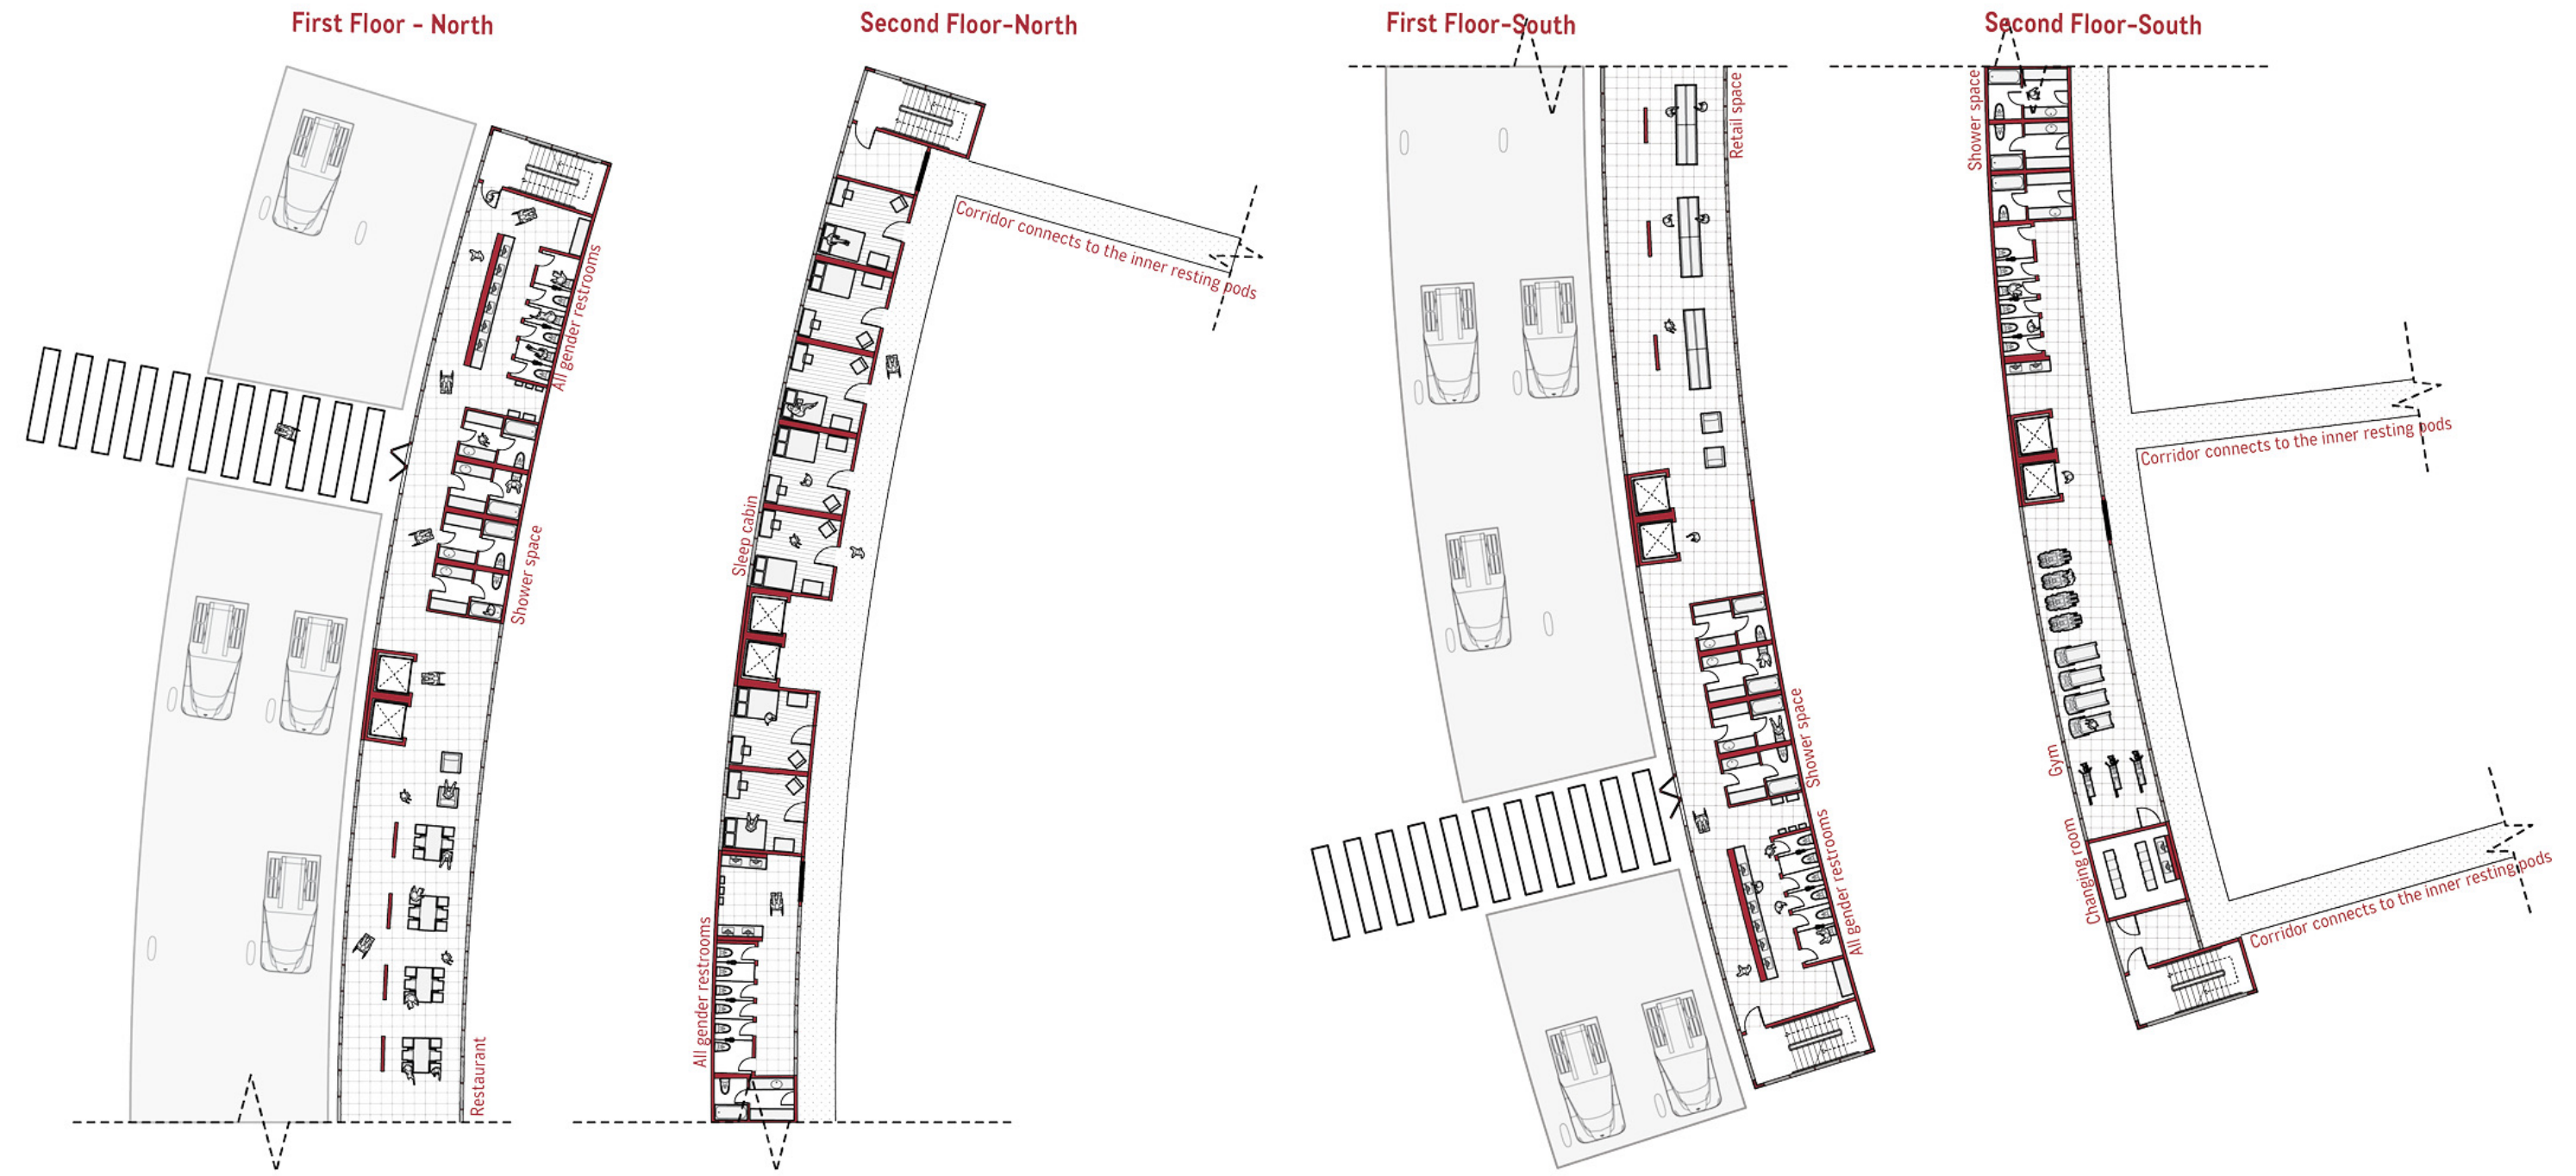 First Floor - North
Second Floor-North
First Floor-South
Second Floor-South
All gender restrooms
Shower space
Restaurant
Corridor connects to the inner resting pods
Sleep cabin
All gender restrooms
Retail space
Shower space
All gender restrooms
Shower space
Corridor connects to the inner resting pods
Gym
Changing room
Corridor connects to the inner resting pods